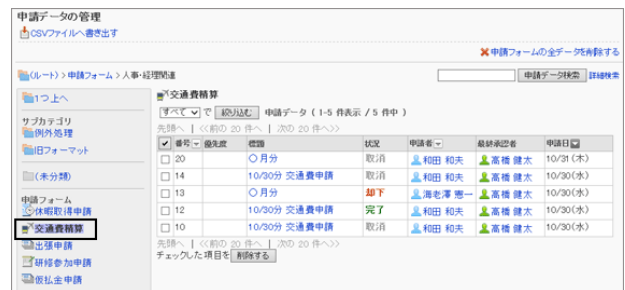 申請データの管理
CSVファイルへ書き出す
申請フォームの全データを削除する
(ルート) > 申請フォーム > 人事・経理関連
申請データ検索 詳細検索
1つ上へ
サブカテゴリ
例外処理
旧フォーマット
(未分類)
申請フォーム
休暇取得申請
交通費精算
出張申請
研修参加申請
仮払金申請
交通費精算
すべて で 絞り込む 申請データ ( 1-5 件表示 / 5 件中 )
先頭へ | <<前の 20 件へ | 次の 20 件へ>>
番号 優先度 標題 状況 申請者 最終承認者 申請日
20 〇月分 取消 和田 和夫 高橋 健太 10/31 (木)
14 10/30分 交通費申請 取消 和田 和夫 高橋 健太 10/30(水)
13 〇月分 却下 海老澤 憲一 高橋 健太 10/30(水)
12 10/30分 交通費申請 完了 和田 和夫 高橋 健太 10/30(水)
10 10/30分 交通費申請 取消 和田 和夫 高橋 健太 10/30(水)
先頭へ | <<前の 20 件へ | 次の 20 件へ>>
チェックした項目を 削除する